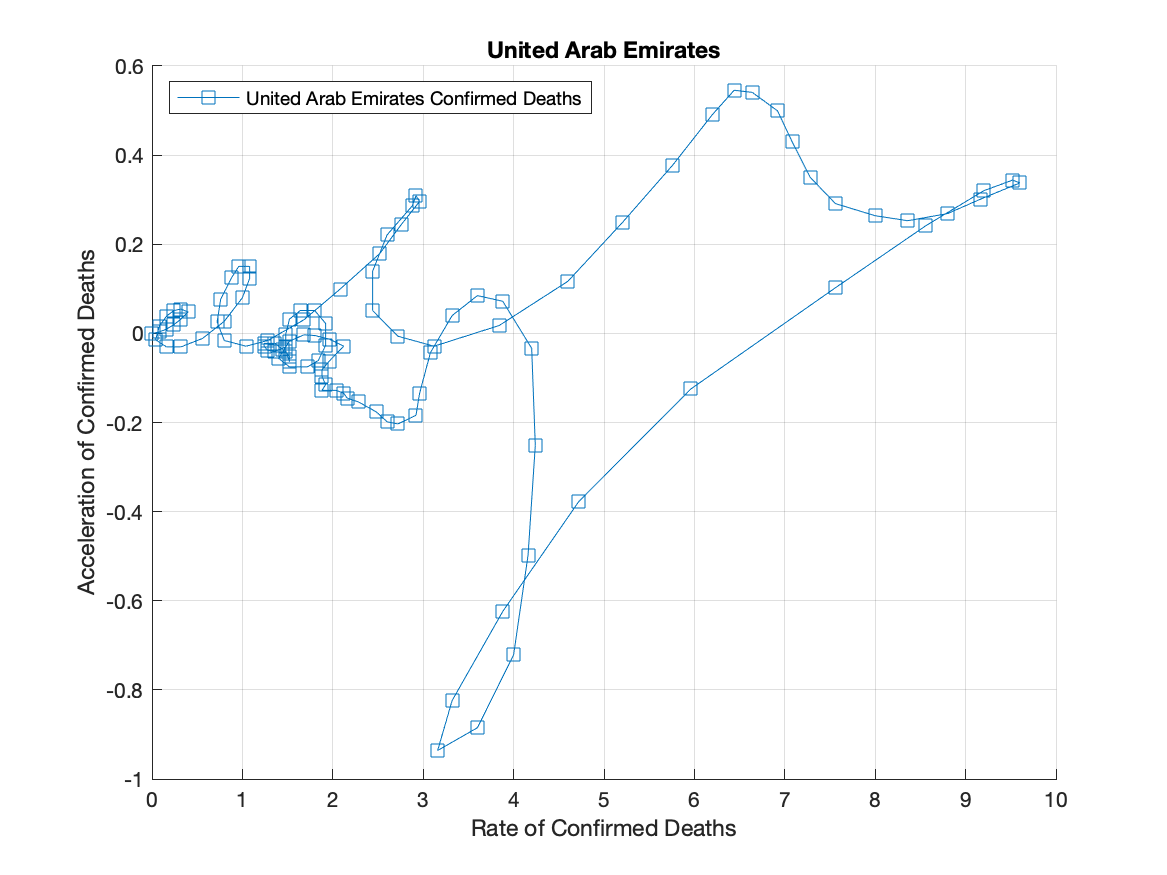 United Arab Emirates
United Arab Emirates Confirmed Deaths
Acceleration of Confirmed Deaths
0.6
0.4
0.2
0
-0.2
-0.4
-0.6
-0.8
-1
0 1 2 3 4 5 6 7 8 9 10
Rate of Confirmed Deaths